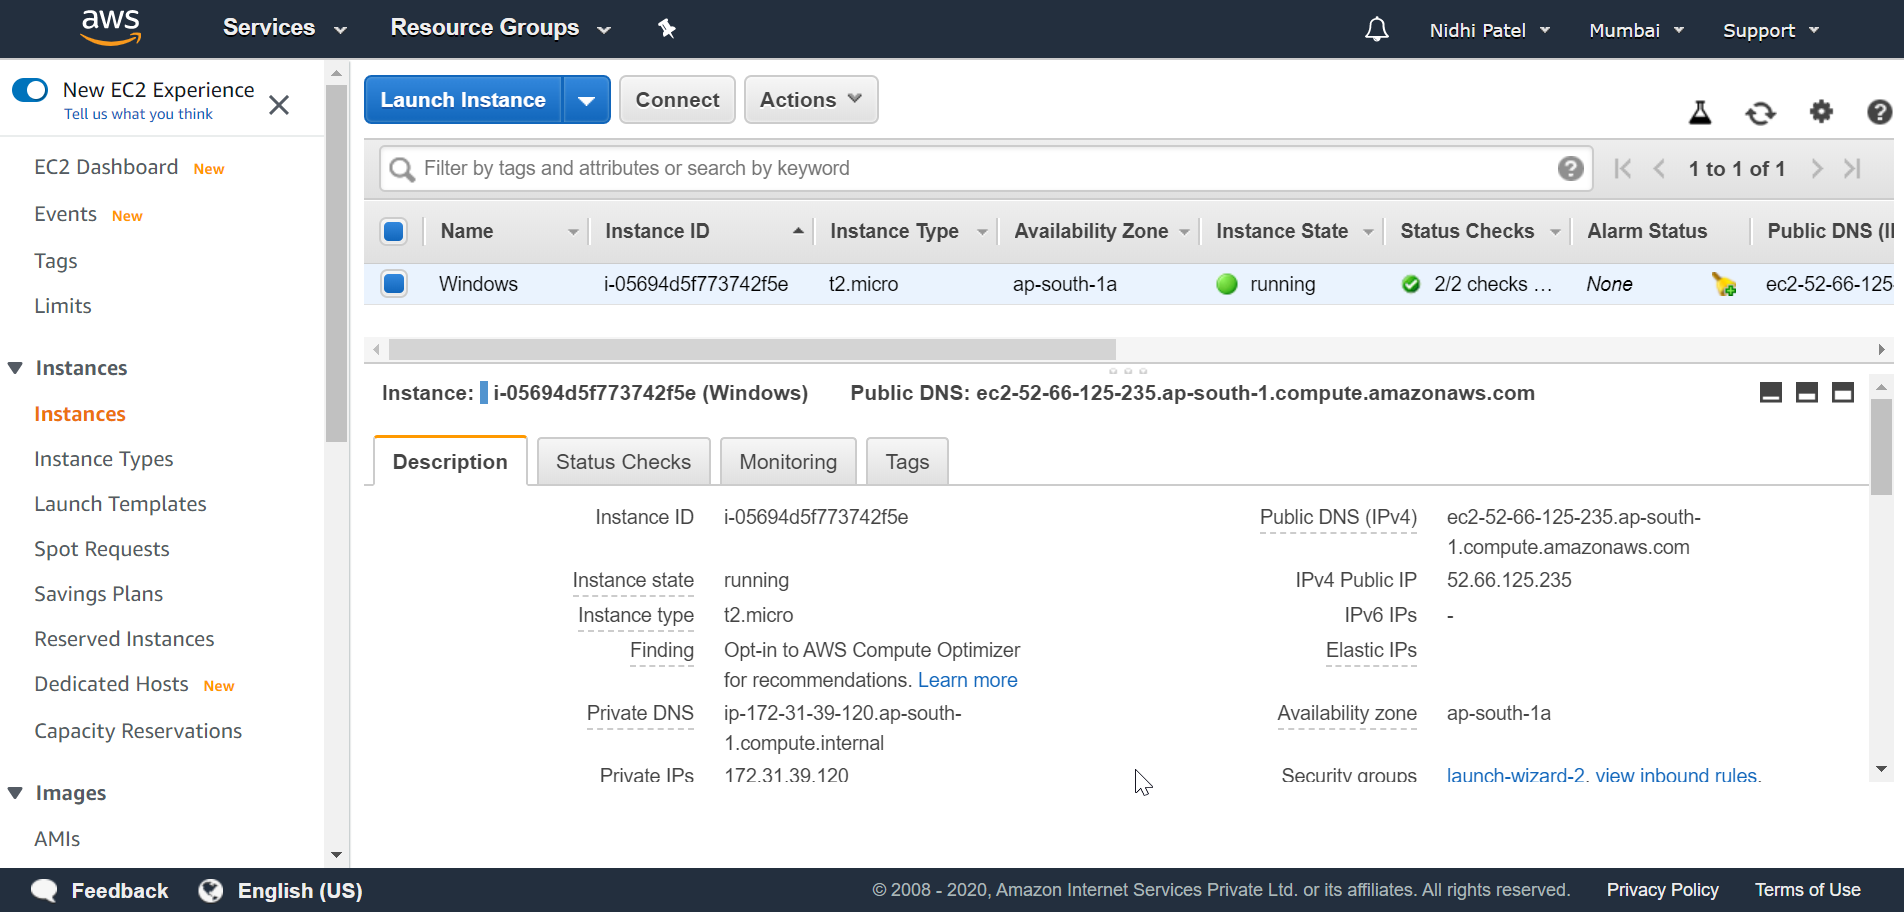 aws
Services
Resource Groups
Nidhi Patel
Mumbai
Support
New EC2 Experience
Tell us what you think
EC2 Dashboard New
Events New
Tags
Limits
Instances
Instances
Instance Types
Launch Templates
Spot Requests
Savings Plans
Reserved Instances
Dedicated Hosts New
Capacity Reservations
Images
AMIs
Launch Instance
Connect
Actions
Filter by tags and attributes or search by keyword
1 to 1 of 1
Name Instance ID Instance Type Availability Zone Instance State Status Checks Alarm Status Public DNS (I
Windows i-05694d5f773742f5e t2.micro ap-south-1a running 2/2 checks ... None ec2-52-66-125-
Instance: i-05694d5f773742f5e (Windows) Public DNS: ec2-52-66-125-235.ap-south-1.compute.amazonaws.com
Description Status Checks Monitoring Tags
Instance ID i-05694d5f773742f5e
Public DNS (IPv4) ec2-52-66-125-235.ap-south-
1.compute.amazonaws.com
Instance state running
IPv4 Public IP 52.66.125.235
Instance type t2.micro
IPv6 IPs -
Finding Opt-in to AWS Compute Optimizer
for recommendations. Learn more
Elastic IPs
Private DNS ip-172-31-39-120.ap-south-
1.compute.internal
Availability zone ap-south-1a
Private IPs 172.31.39.120
Security groups launch-wizard-2. view inbound rules.
Feedback
English (US)
© 2008 - 2020, Amazon Internet Services Private Ltd. or its affiliates. All rights reserved.
Privacy Policy
Terms of Use